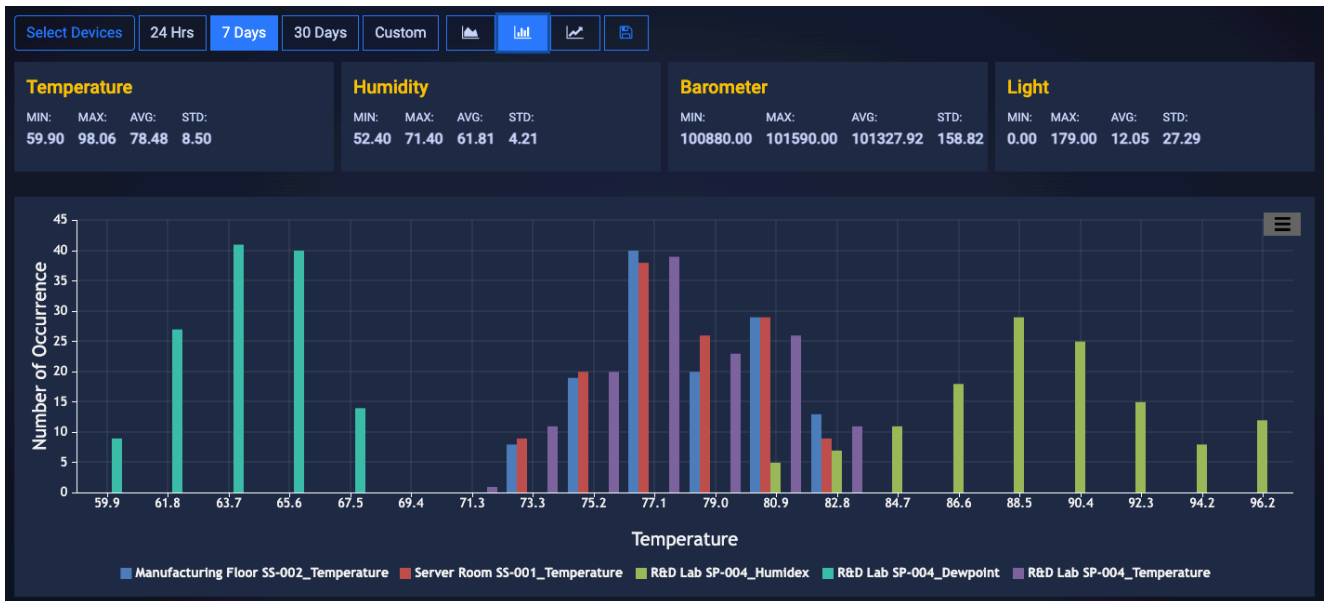 Select Devices 24 Hrs 7 Days 30 Days Custom
Temperature
MIN: MAX: AVG: STD:
59.90 98.06 78.48 8.50
Humidity
MIN: MAX: AVG: STD:
52.40 71.40 61.81 4.21
Barometer
MIN: MAX: AVG: STD:
100880.00 101590.00 101327.92 158.82
Light
MIN: MAX: AVG: STD:
0.00 179.00 12.05 27.29
Number of Occurrence
45
40
35
30
25
20
15
10
5
0
59.9 61.8 63.7 65.6 67.5 69.4 71.3 73.3 75.2 77.1 79.0 80.9 82.8 84.7 86.6 88.5 90.4 92.3 94.2 96.2
Temperature
Manufacturing Floor SS-002_Temperature Server Room SS-001_Temperature R&D Lab SP-004_Humidex R&D Lab SP-004_Dewpoint R&D Lab SP-004_Temperature